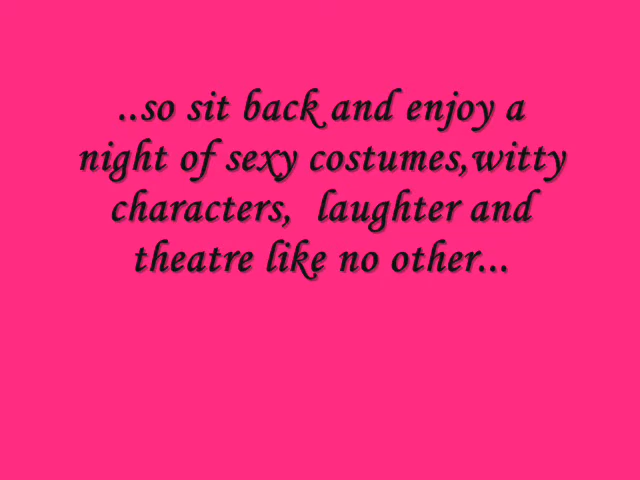 ..so sit back and enjoy a
night of sexy costumes,witty
characters,  laughter and
theatre like no other...